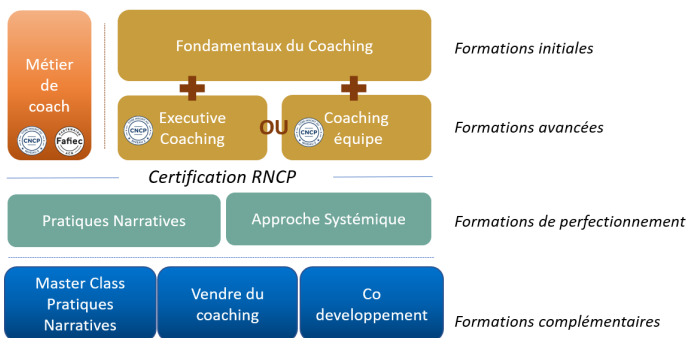 Fondamentaux du Coaching
Formations initiales
Métier
de
coach
CNCP
Fafiec
CNCP
Executive
Coaching
OU
CNCP
Coaching
équipe
Formations avancées
Certification RNCP
Pratiques Narratives
Approche Systémique
Formations de perfectionnement
Master Class
Pratiques
Narratives
Vendre du
coaching
Co
developpement
Formations complémentaires